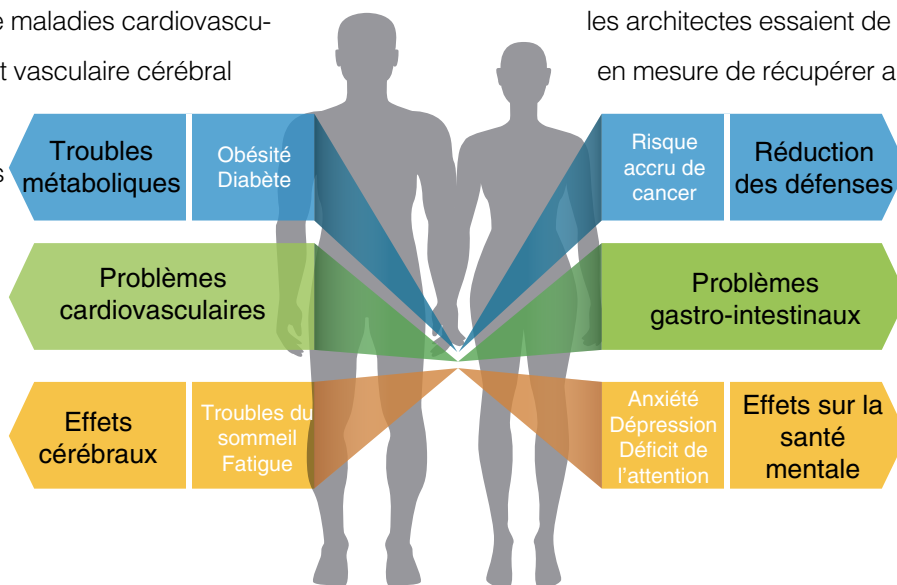 e maladies cardiovascu-
t vasculaire cérébral
s
les architectes essaient de
en mesure de récupérer a
Troubles
métaboliques
Obésité
Diabète
Risque
accru de
cancer
Réduction
des défenses
Problèmes
cardiovasculaires
Problèmes
gastro-intestinaux
Effets
cérébraux
Troubles du
sommeil
Fatigue
Anxiété
Dépression
Déficit de
l'attention
Effets sur la
santé
mentale